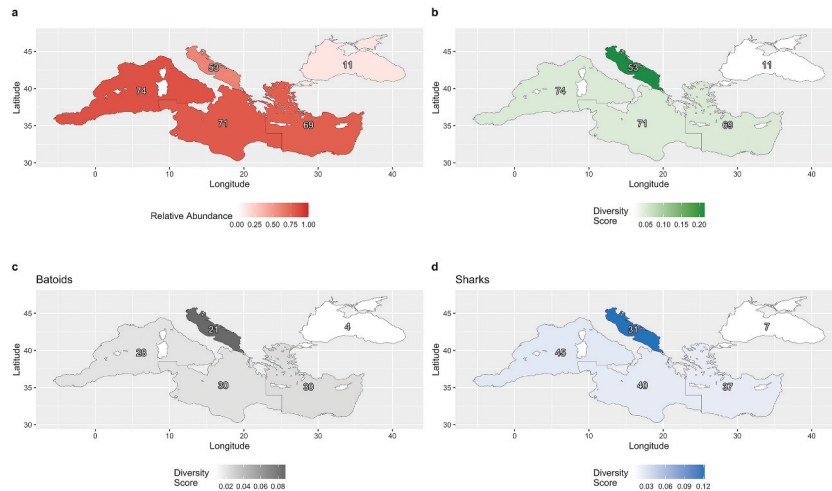 a
b
45
40
35
30
Latitude
74
53
71
69
11
0
10
20
30
40
Longitude
Relative Abundance
0.00 0.25 0.50 0.75 1.00
45
40
35
30
Latitude
74
53
71
69
11
0
10
20
30
40
Longitude
Diversity
Score
0.05 0.10 0.15 0.20
c
Batoids
45
40
35
30
Latitude
28
21
30
30
4
0
10
20
30
40
Longitude
Diversity
Score
0.02 0.04 0.06 0.08
d
Sharks
45
40
35
30
Latitude
45
31
40
37
7
0
10
20
30
40
Longitude
Diversity
Score
0.03 0.06 0.09 0.12